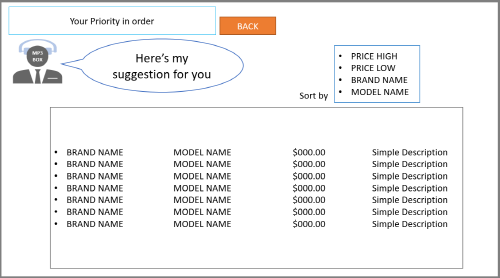 Your Priority in order
BACK
MP3
BOX
Here's my
suggestion for you
Sort by
• PRICE HIGH
• PRICE LOW
• BRAND NAME
• MODEL NAME
• BRAND NAME MODEL NAME $000.00 Simple Description
• BRAND NAME MODEL NAME $000.00 Simple Description
• BRAND NAME MODEL NAME $000.00 Simple Description
• BRAND NAME MODEL NAME $000.00 Simple Description
• BRAND NAME MODEL NAME $000.00 Simple Description
• BRAND NAME MODEL NAME $000.00 Simple Description
• BRAND NAME MODEL NAME $000.00 Simple Description